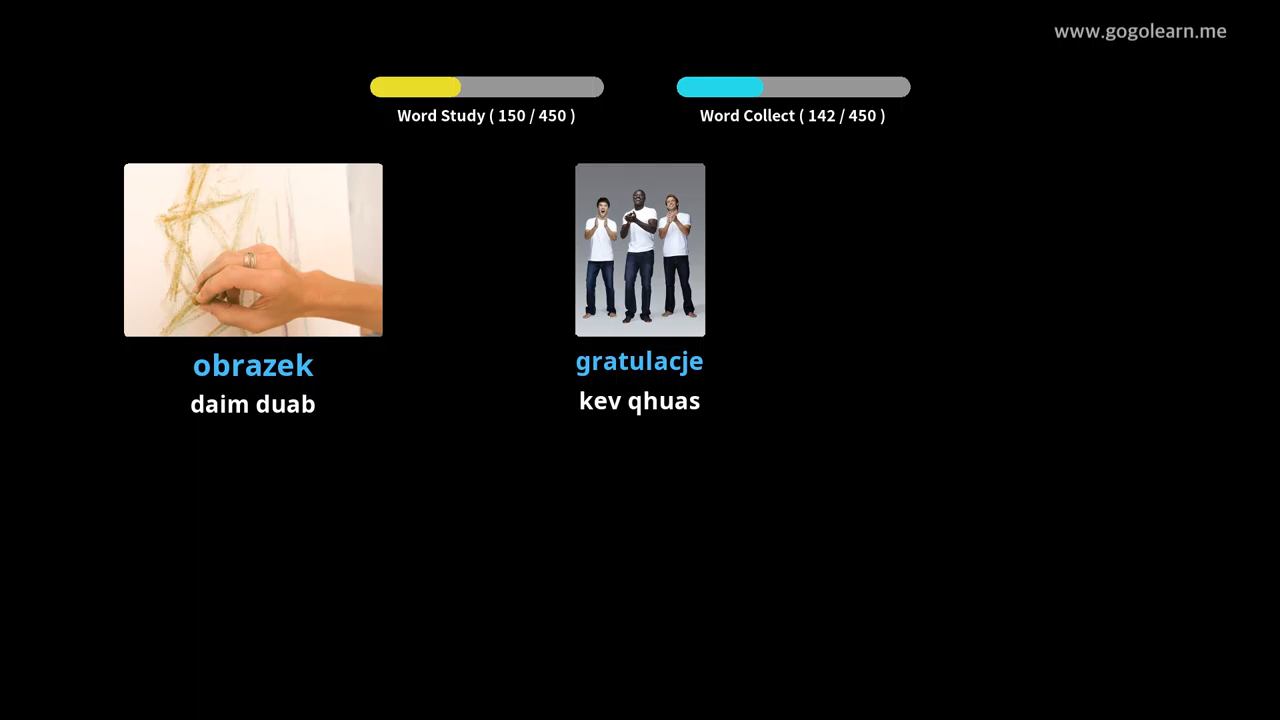 www.gogolearn.me
Word Study ( 150 / 450 )
Word Collect ( 142 / 450 )
obrazek
daim duab
gratulacje
kev qhuas